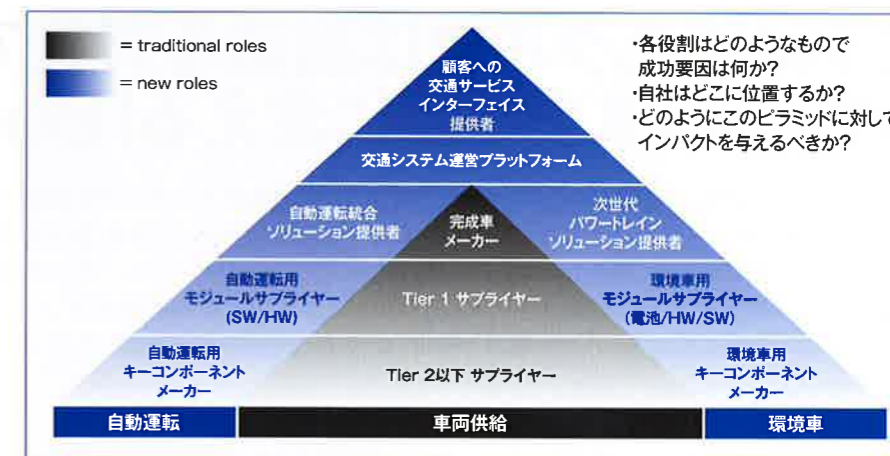 = traditional roles
= new roles
・各役割はどのようなもので
成功要因は何か?
・自社はどこに位置するか?
・どのようにこのピラミッドに対して
インパクトを与えるべきか?
顧客への
交通サービス
インターフェイス
提供者
交通システム運営プラットフォーム
自動運転統合
ソリューション提供者
完成車
メーカー
次世代
パワートレイン
ソリューション提供者
自動運転用
モジュールサプライヤー
(SW/HW)
Tier 1 サプライヤー
環境車用
モジュールサプライヤー
(電池/HW/SW)
自動運転用
キーコンポーネント
メーカー
Tier 2以下 サプライヤー
環境車用
キーコンポーネント
メーカー
自動運転
車両供給
環境車